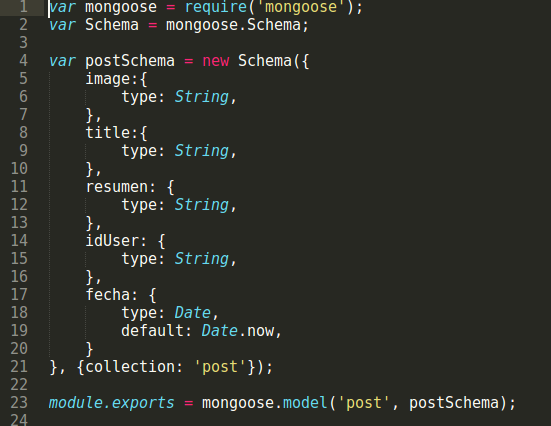 1 var mongoose = require('mongoose');
2 var Schema = mongoose.Schema;
3
4 var postSchema = new Schema({
5     image:{
6         type: String,
7     },
8     title:{
9         type: String,
10     },
11     resumen: {
12         type: String,
13     },
14     idUser: {
15         type: String,
16     },
17     fecha: {
18         type: Date,
19         default: Date.now,
20     }
21 }, {collection: 'post'});
22
23 module.exports = mongoose.model('post', postSchema);
24